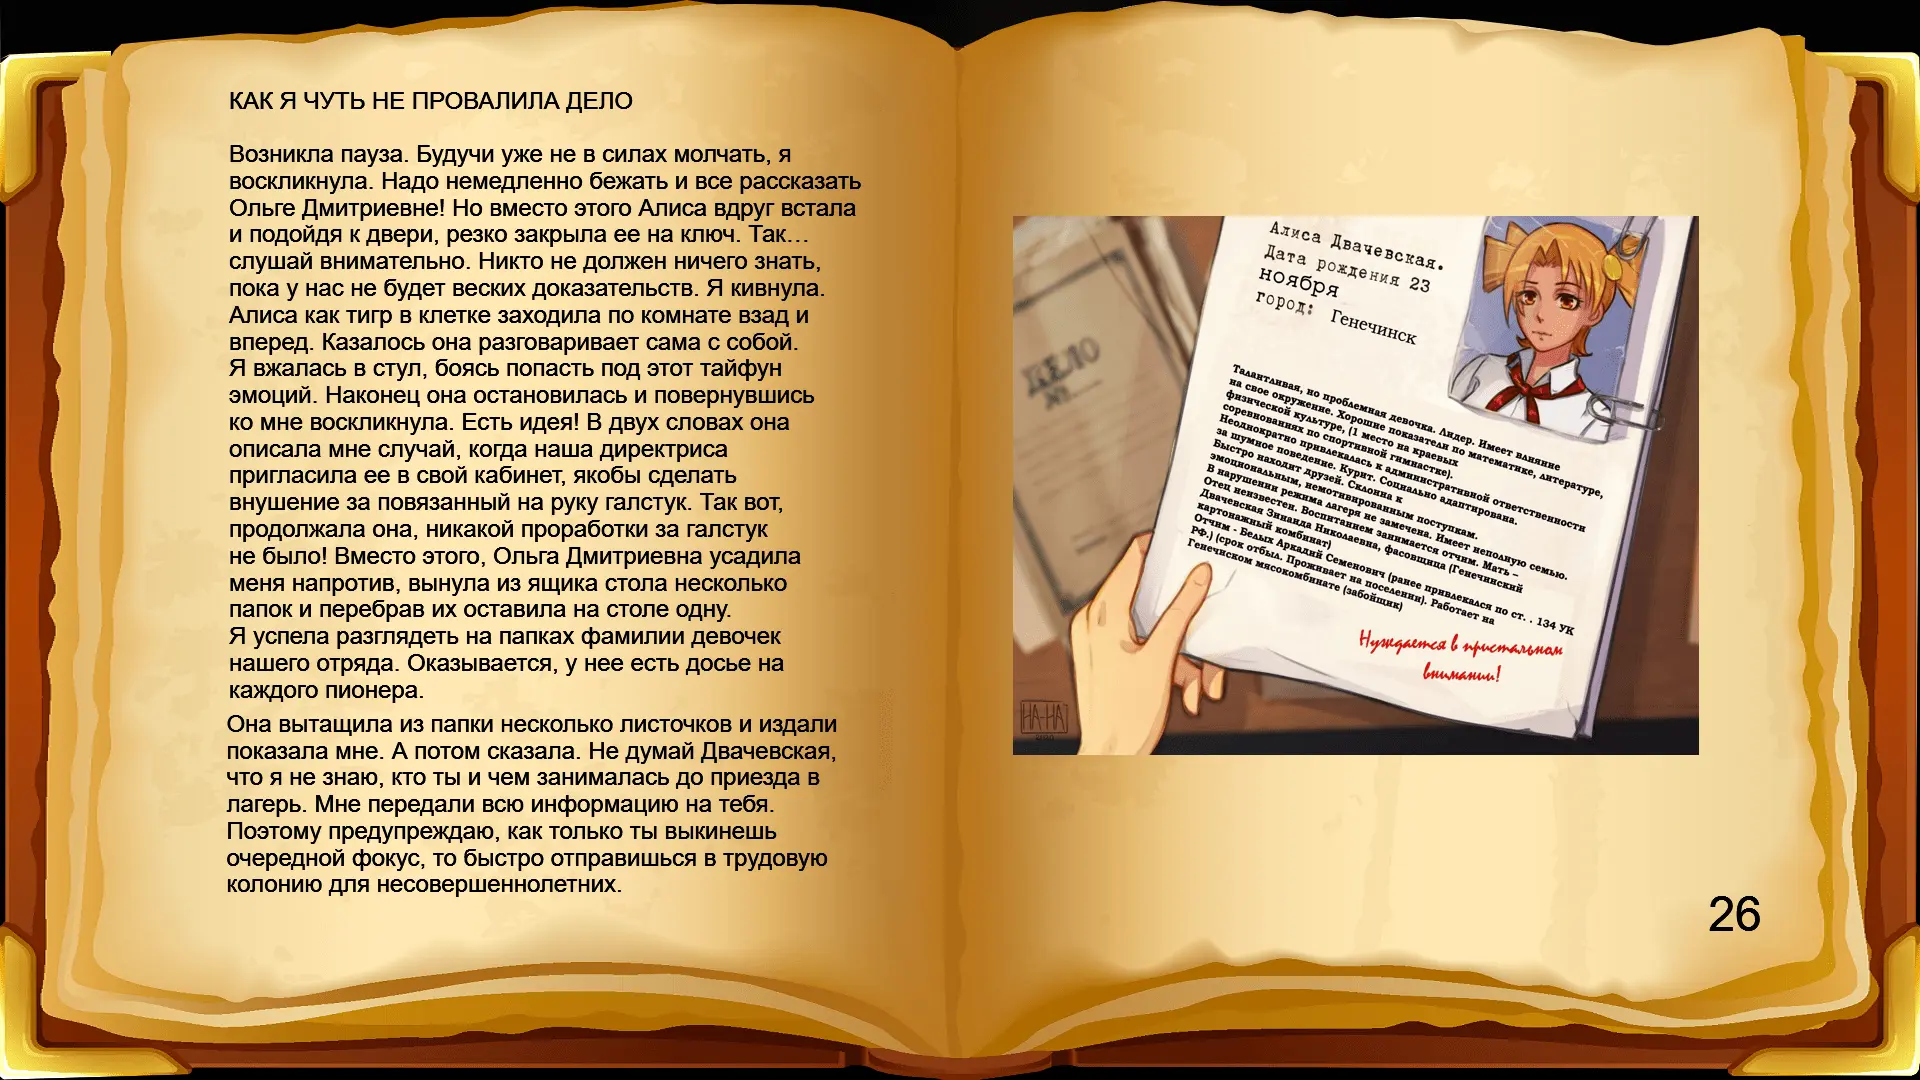 КАК Я ЧУТЬ НЕ ПРОВАЛИЛА ДЕЛО
Возникла пауза. Будучи уже не в силах молчать, я
воскликнула. Надо немедленно бежать и все рассказать
Ольге Дмитриевне! Но вместо этого Алиса вдруг встала
и подойдя к двери, резко закрыла ее на ключ. Так…
слушай внимательно. Никто не должен ничего знать,
пока у нас не будет веских доказательств. Я кивнула.
Алиса как тигр в клетке заходила по комнате взад и
вперед. Казалось она разговаривает сама с собой.
Я вжалась в стул, боясь попасть под этот тайфун
эмоций. Наконец она остановилась и повернувшись
ко мне воскликнула. Есть идея! В двух словах она
описала мне случай, когда наша директриса
пригласила ее в свой кабинет, якобы сделать
внушение за повязанный на руку галстук. Так вот,
продолжала она, никакой проработки за галстук
не было! Вместо этого, Ольга Дмитриевна усадила
меня напротив, вынула из ящика стола несколько
папок и перебрав их оставила на столе одну.
Я успела разглядеть на папках фамилии девочек
нашего отряда. Оказывается, у нее есть досье на
каждого пионера.
Она вытащила из папки несколько листочков и издали
показала мне. А потом сказала. Не думай Двачевская,
что я не знаю, кто ты и чем занималась до приезда в
лагерь. Мне передали всю информацию на тебя.
Поэтому предупреждаю, как только ты выкинешь
очередной фокус, то быстро отправишься в трудовую
колонию для несовершеннолетних.
ДЕЛО
№
Алиса Двачевская.
Дата рождения 23
ноября
город: Генечинск
Талантливая, но проблемная девочка. Лидер. Имеет влияние
на свое окружение. Хорошие показатели по математике, литературе,
физической культуре, (1 место на краевых
соревнованиях по спортивной гимнастке).
Неоднократно привлекалась к административной ответственности
за шумное поведение. Курит. Социально адаптирована.
Быстро находит друзей. Склонна к
эмоциональным, немотивированным поступкам.
В нарушении режима лагеря не замечена. Имеет неполную семью.
Отец неизвестен. Воспитанием занимается отчим. Мать –
Двачевская Зинаида Николаевна, фасовщица (Генечинский
картонажный комбинат)
Отчим - Белых Аркадий Семенович (ранее привлекался по ст. . 134 УК
РФ.) (срок отбыл. Проживает на поселении). Работает на
Генечинском мясокомбинате (забойщик)
Нуждается в пристальном
внимании!
НА-НА
26